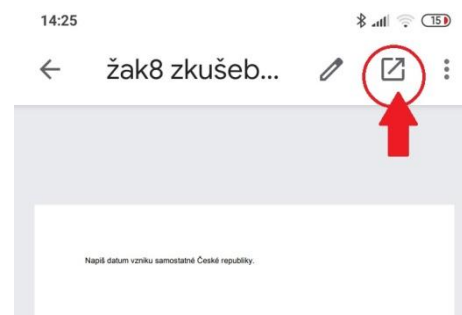 14:25 15
žak8 zkušeb...
Napiš datum vzniku samostatné České republiky.